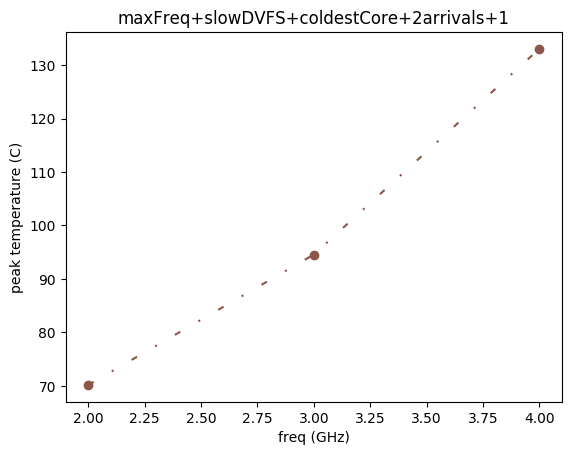 maxFreq+slowDVFS+coldestCore+2arrivals+1
peak temperature (C)
130
120
110
100
90
80
70
2.00 2.25 2.50 2.75 3.00 3.25 3.50 3.75 4.00
freq (GHz)